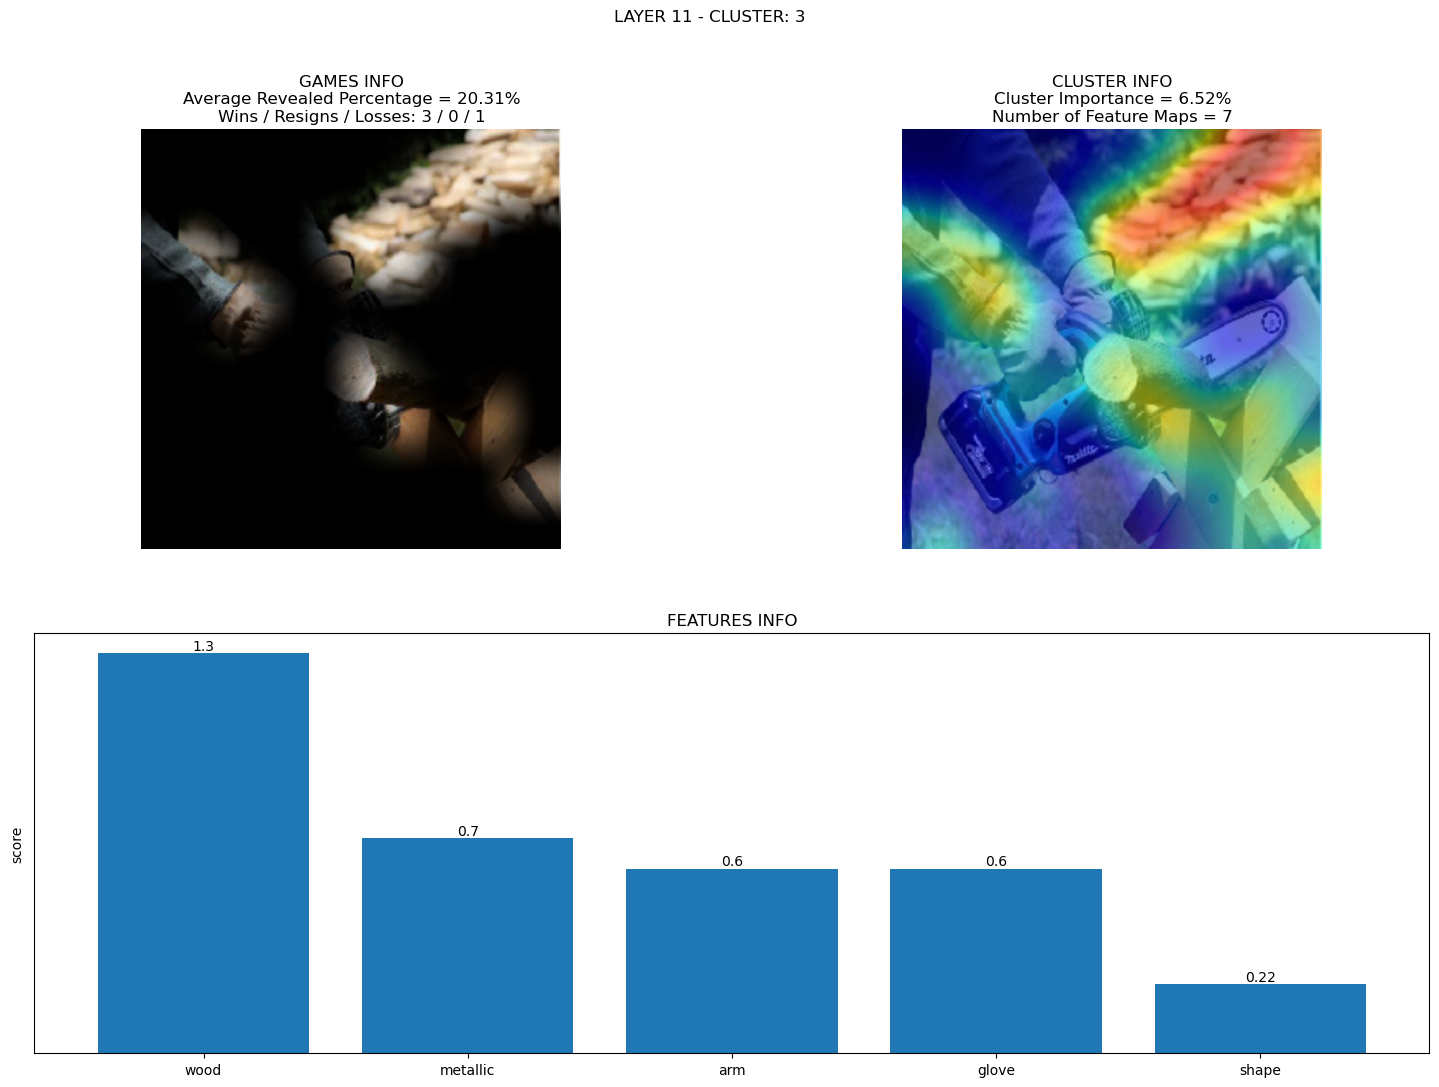 LAYER 11 - CLUSTER: 3
GAMES INFO
Average Revealed Percentage = 20.31%
Wins / Resigns / Losses: 3 / 0 / 1
CLUSTER INFO
Cluster Importance = 6.52%
Number of Feature Maps = 7
FEATURES INFO
score
1.3
0.7
0.6
0.6
0.22
wood
metallic
arm
glove
shape